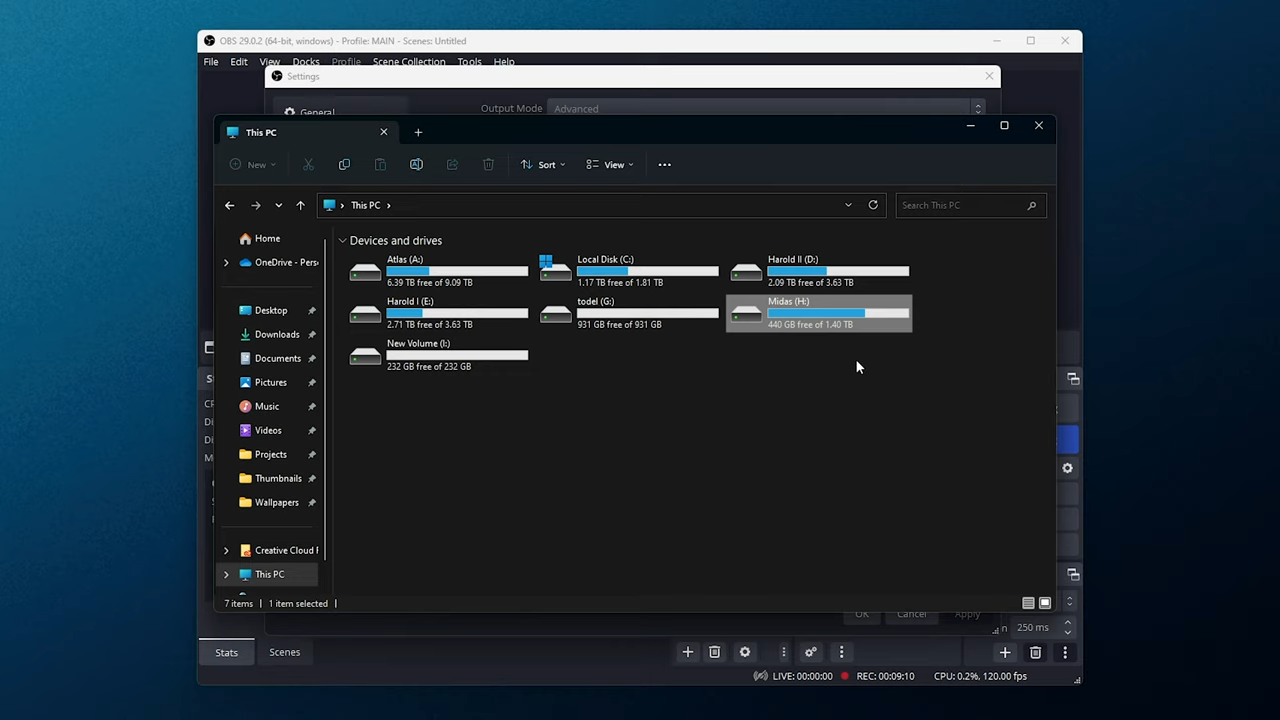 OBS 29.0.2 (64-bit, windows) - Profile: MAIN - Scenes: Untitled
File Edit View Docks Profile Scene Collection Tools Help
Settings
General
Output Mode Advanced
This PC
New Sort View
This PC
Search This PC
Home
OneDrive - Pers
Desktop
Downloads
Documents
Pictures
Music
Videos
Projects
Thumbnails
Wallpapers
Creative Cloud F
This PC
Devices and drives
Atlas (A:)
6.39 TB free of 9.09 TB
Local Disk (C:)
1.17 TB free of 1.81 TB
Harold II (D:)
2.09 TB free of 3.63 TB
Harold I (E:)
2.71 TB free of 3.63 TB
todel (G:)
931 GB free of 931 GB
Midas (H:)
440 GB free of 1.40 TB
New Volume (I:)
232 GB free of 232 GB
7 items 1 item selected
OK Cancel Apply
250 ms
Stats Scenes
LIVE: 00:00:00 REC: 00:09:10 CPU: 0.2%, 120.00 fps